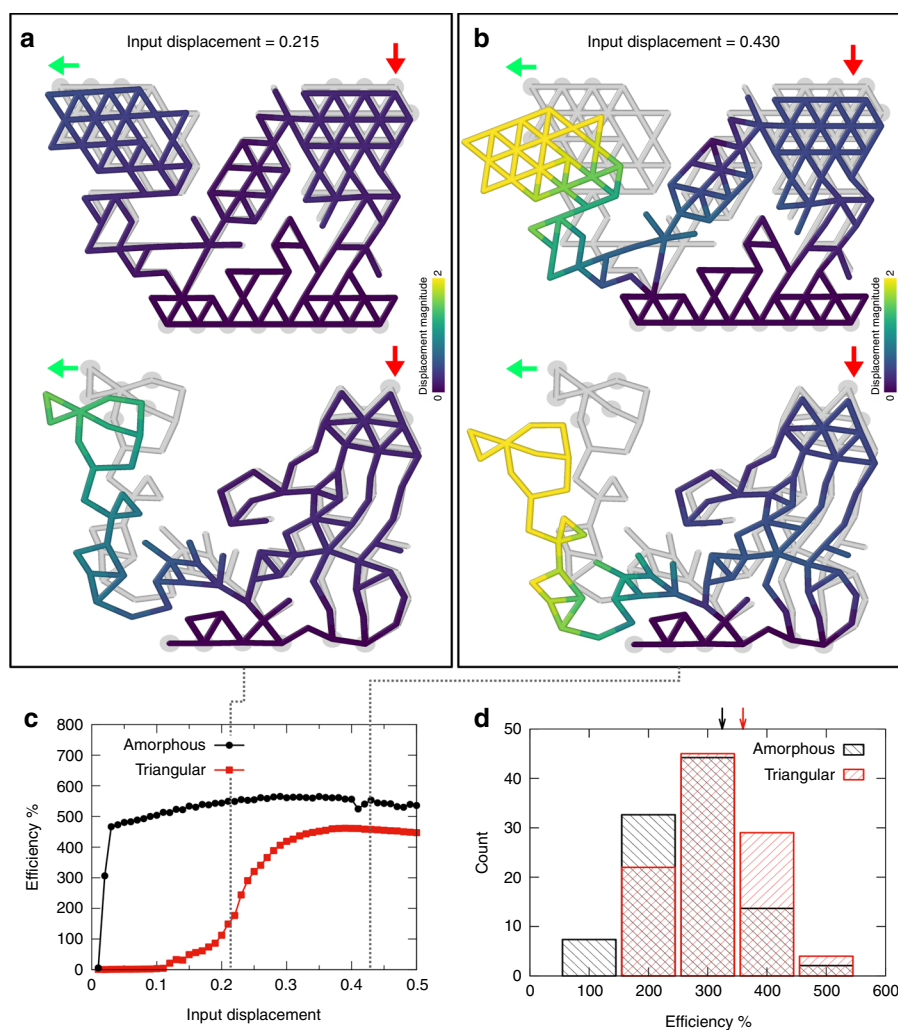 a
Input displacement = 0.215
b
Input displacement = 0.430
Displacement magnitude
0
2
Displacement magnitude
0
2
c
800
700
600
500
400
300
200
100
0
Efficiency %
Amorphous
Triangular
0
0.1
0.2
0.3
0.4
0.5
Input displacement
d
50
40
30
20
10
0
Count
Amorphous
Triangular
0
100
200
300
400
500
600
Efficiency %